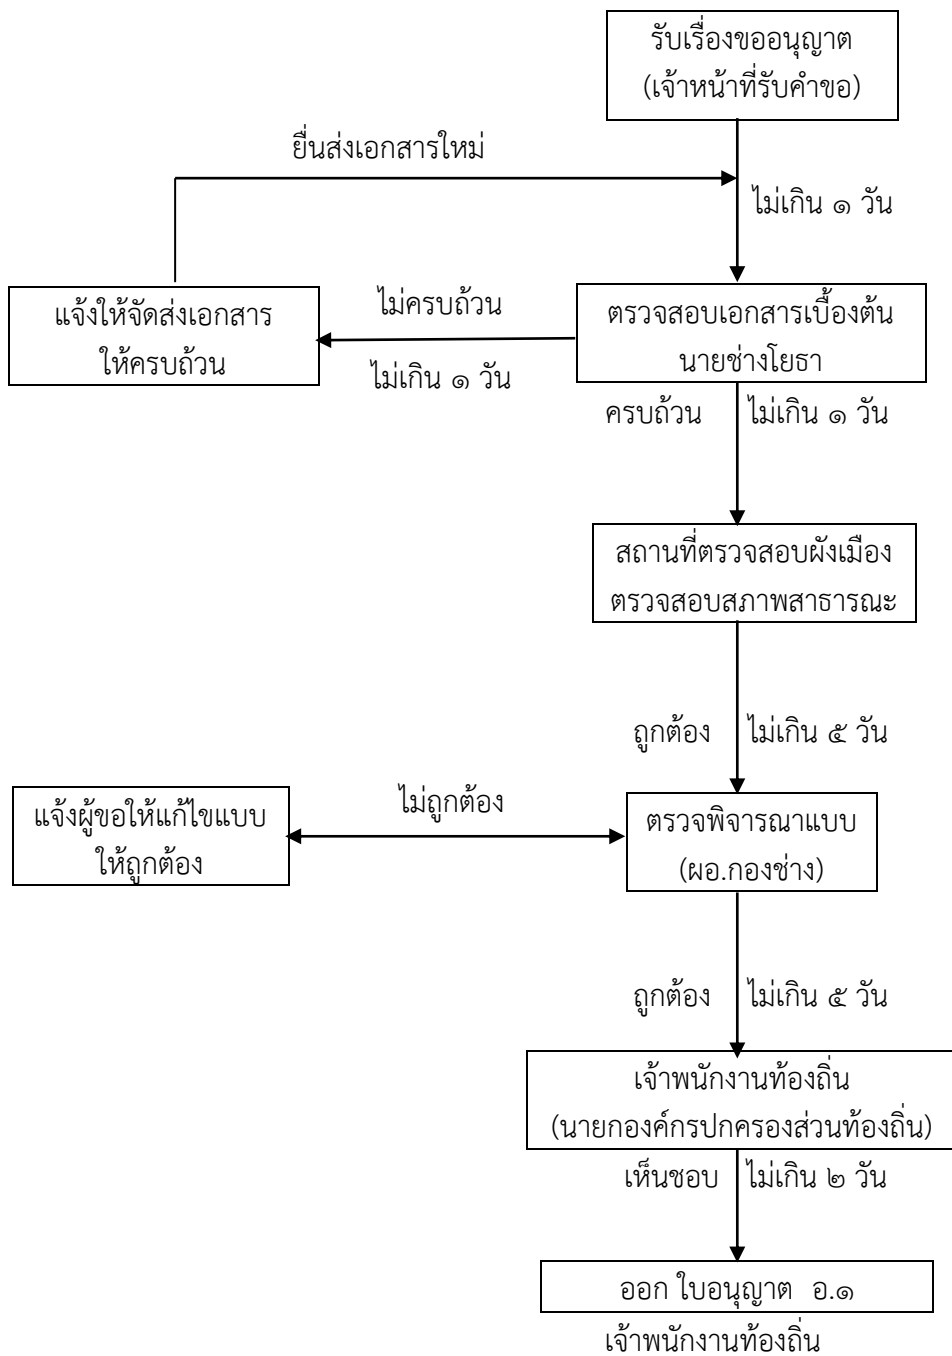 รับเรื่องขออนุญาต
(เจ้าหน้าที่รับคำขอ)
ยื่นส่งเอกสารใหม่
ไม่เกิน ๑ วัน
แจ้งให้จัดส่งเอกสาร
ให้ครบถ้วน
ไม่ครบถ้วน
ไม่เกิน ๑ วัน
ตรวจสอบเอกสารเบื้องต้น
นายช่างโยธา
ครบถ้วน ไม่เกิน ๑ วัน
สถานที่ตรวจสอบผังเมือง
ตรวจสอบสภาพสาธารณะ
ถูกต้อง ไม่เกิน ๕ วัน
แจ้งผู้ขอให้แก้ไขแบบ
ให้ถูกต้อง
ไม่ถูกต้อง
ตรวจพิจารณาแบบ
(ผอ.กองช่าง)
ถูกต้อง ไม่เกิน ๕ วัน
เจ้าพนักงานท้องถิ่น
(นายกองค์กรปกครองส่วนท้องถิ่น)
เห็นชอบ ไม่เกิน ๒ วัน
ออก ใบอนุญาต อ.๑
เจ้าพนักงานท้องถิ่น